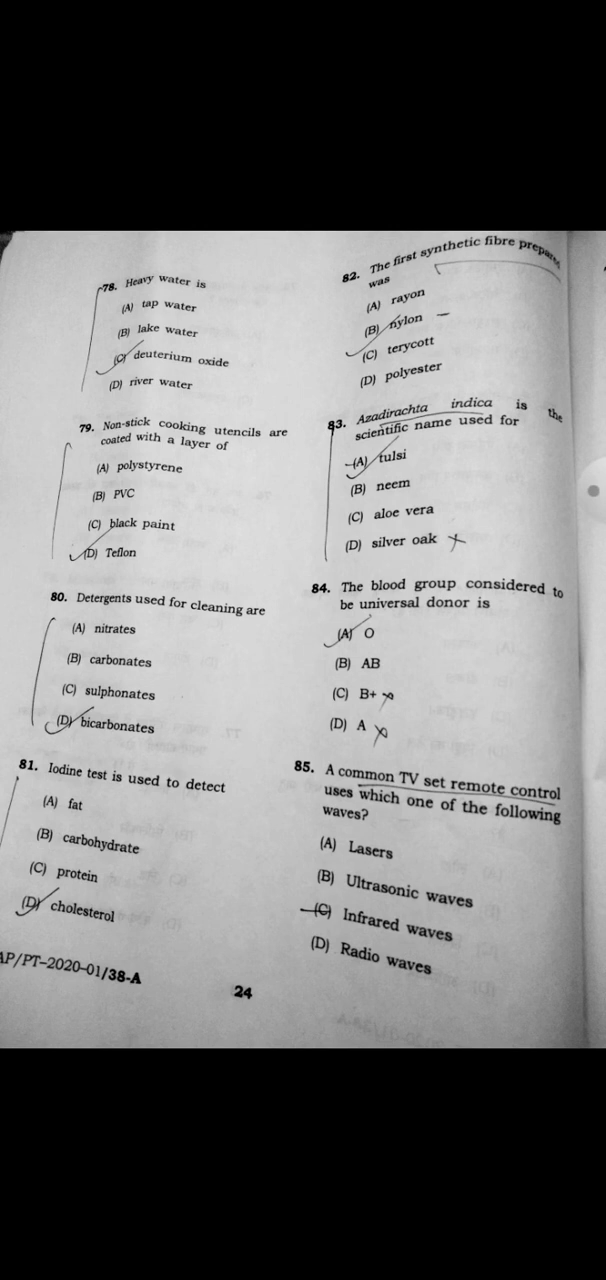 78. Heavy water is
(A) tap water
(B) lake water
(C) deuterium oxide
(D) river water
79. Non-stick cooking utencils are
coated with a layer of
(A) polystyrene
(B) PVC
(C) black paint
(D) Teflon
80. Detergents used for cleaning are
(A) nitrates
(B) carbonates
(C) sulphonates
(D) bicarbonates
81. Iodine test is used to detect
(A) fat
(B) carbohydrate
(C) protein
(D) cholesterol
AP/PT-2020-01/38-A
24
82. The first synthetic fibre prepared
was
(A) rayon
(B) nylon
(C) terycott
(D) polyester
83. Azadirachta indica is the
scientific name used for
(A) tulsi
(B) neem
(C) aloe vera
(D) silver oak
84. The blood group considered to
be universal donor is
(A) O
(B) AB
(C) B+
(D) A
85. A common TV set remote control
uses which one of the following
waves?
(A) Lasers
(B) Ultrasonic waves
(C) Infrared waves
(D) Radio waves